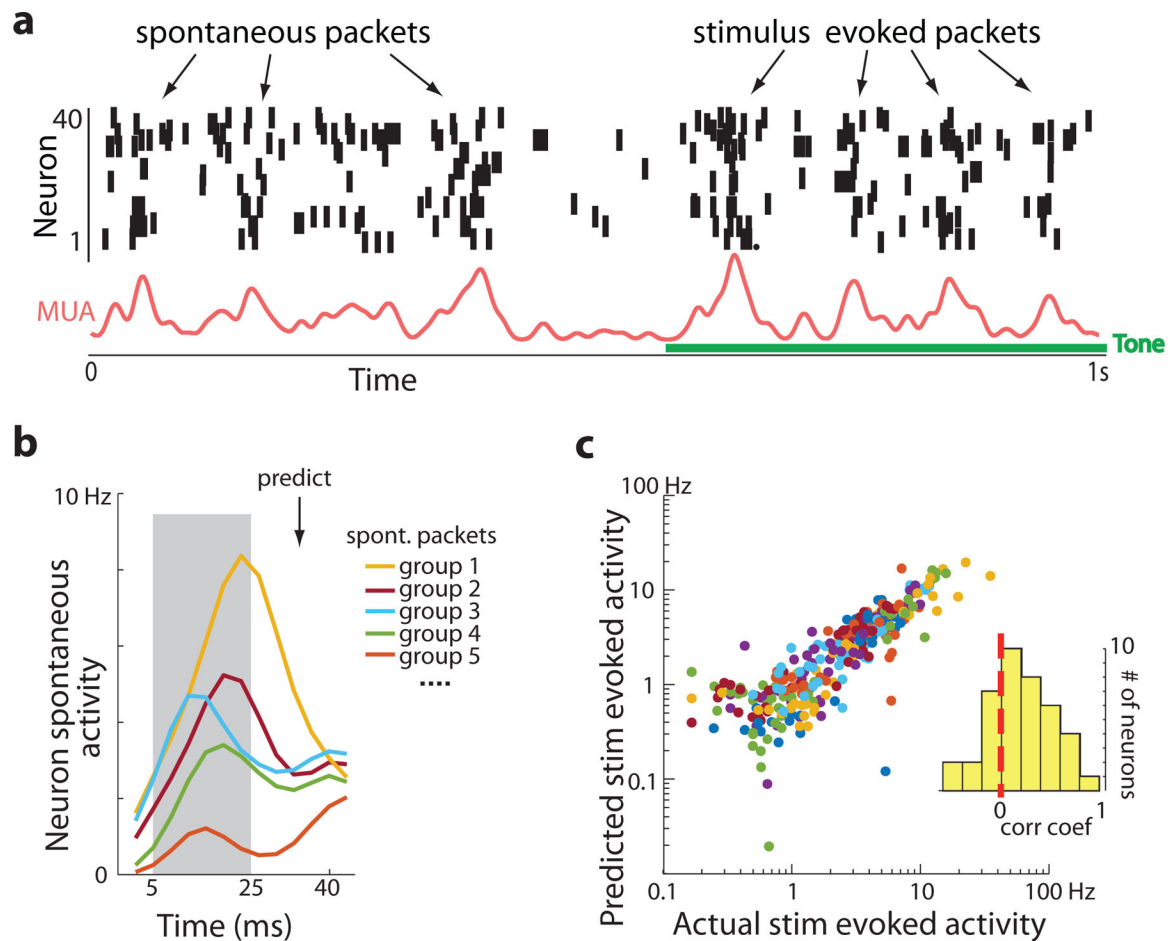 a
spontaneous packets
stimulus evoked packets
40
Neuron
1
MUA
Tone
0
Time
1s
b
predict
10 Hz
spont. packets
group 1
group 2
group 3
group 4
group 5
....
Neuron spontaneous
activity
0
5
25
40
Time (ms)
c
100 Hz
Predicted stim evoked activity
10
1
0.1
10
# of neurons
0
1
corr coef
0.1
1
10
100 Hz
Actual stim evoked activity